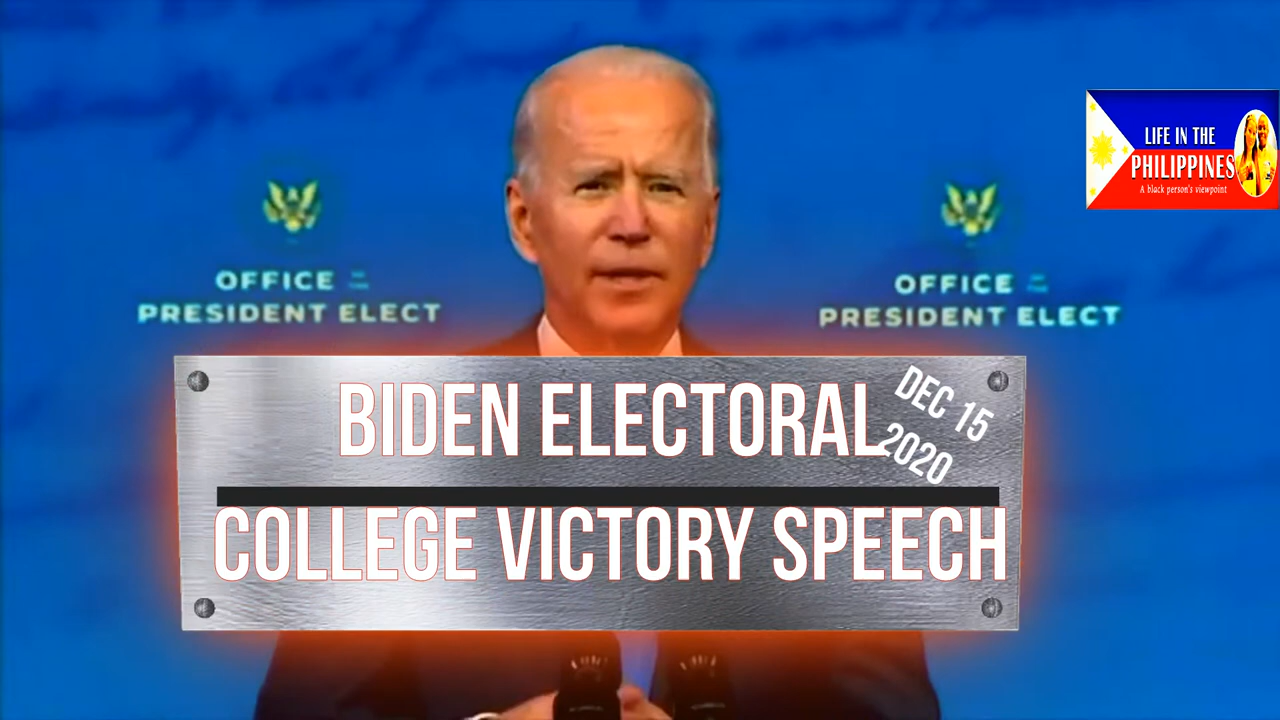 LIFE IN THE
PHILIPPINES
A black person's viewpoint
OFFICE
PRESIDENT ELECT
OFFICE
PRESIDENT ELECT
BIDEN ELECTORAL
DEC 15
2020
COLLEGE VICTORY SPEECH